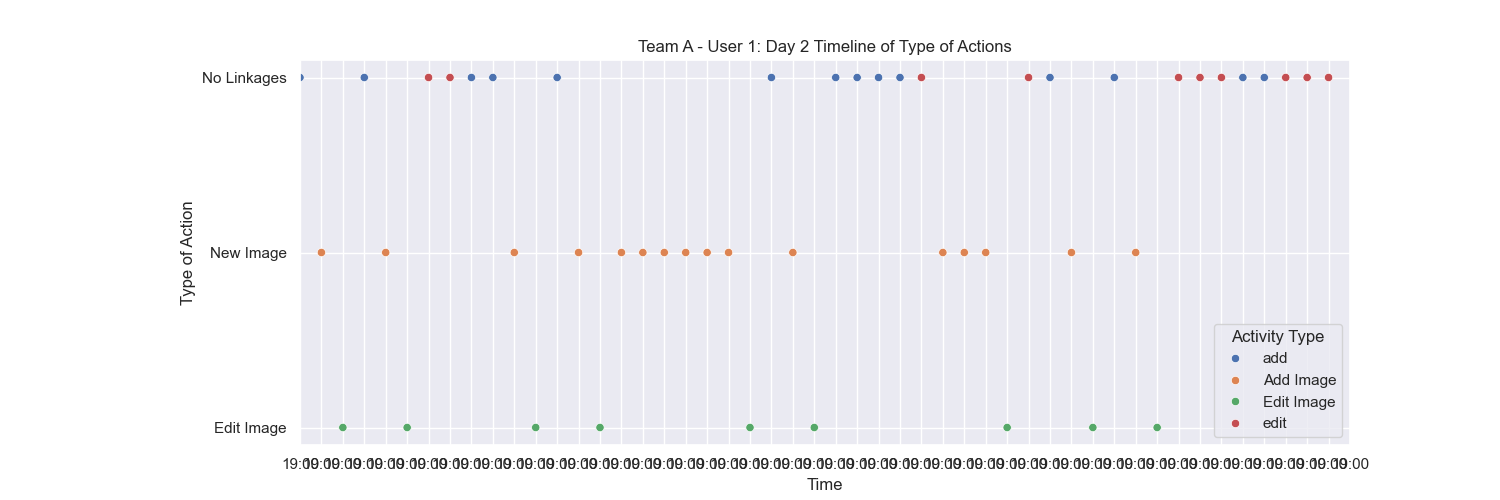 Team A - User 1: Day 2 Timeline of Type of Actions
No Linkages
New Image
Edit Image
Type of Action
Activity Type
add
Add Image
Edit Image
edit
Time